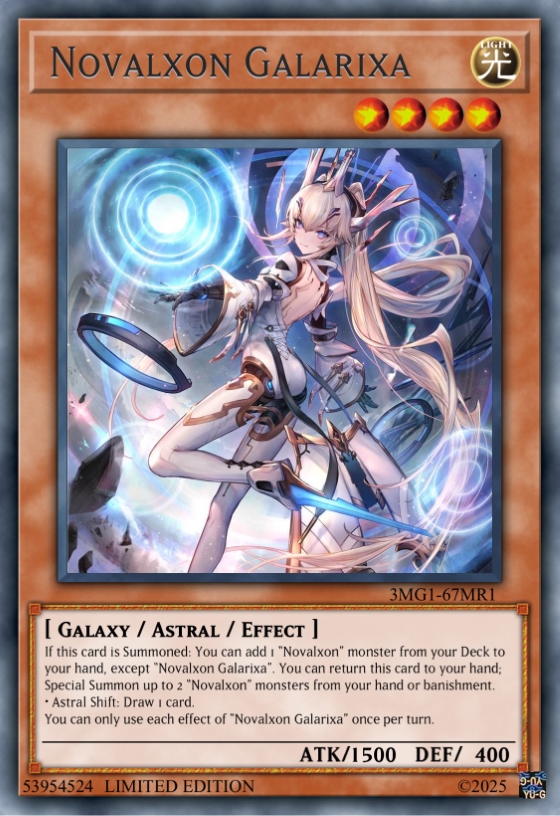 Novalxon Galarixa
LIGHT
光
3MG1-67MR1
[ Galaxy / Astral / Effect ]
If this card is Summoned: You can add 1 "Novalxon" monster from your Deck to
your hand, except "Novalxon Galarixa". You can return this card to your hand;
Special Summon up to 2 "Novalxon" monsters from your hand or banishment.
• Astral Shift: Draw 1 card.
You can only use each effect of "Novalxon Galarixa" once per turn.
ATK/1500 DEF/ 400
53954524 LIMITED EDITION ©2025